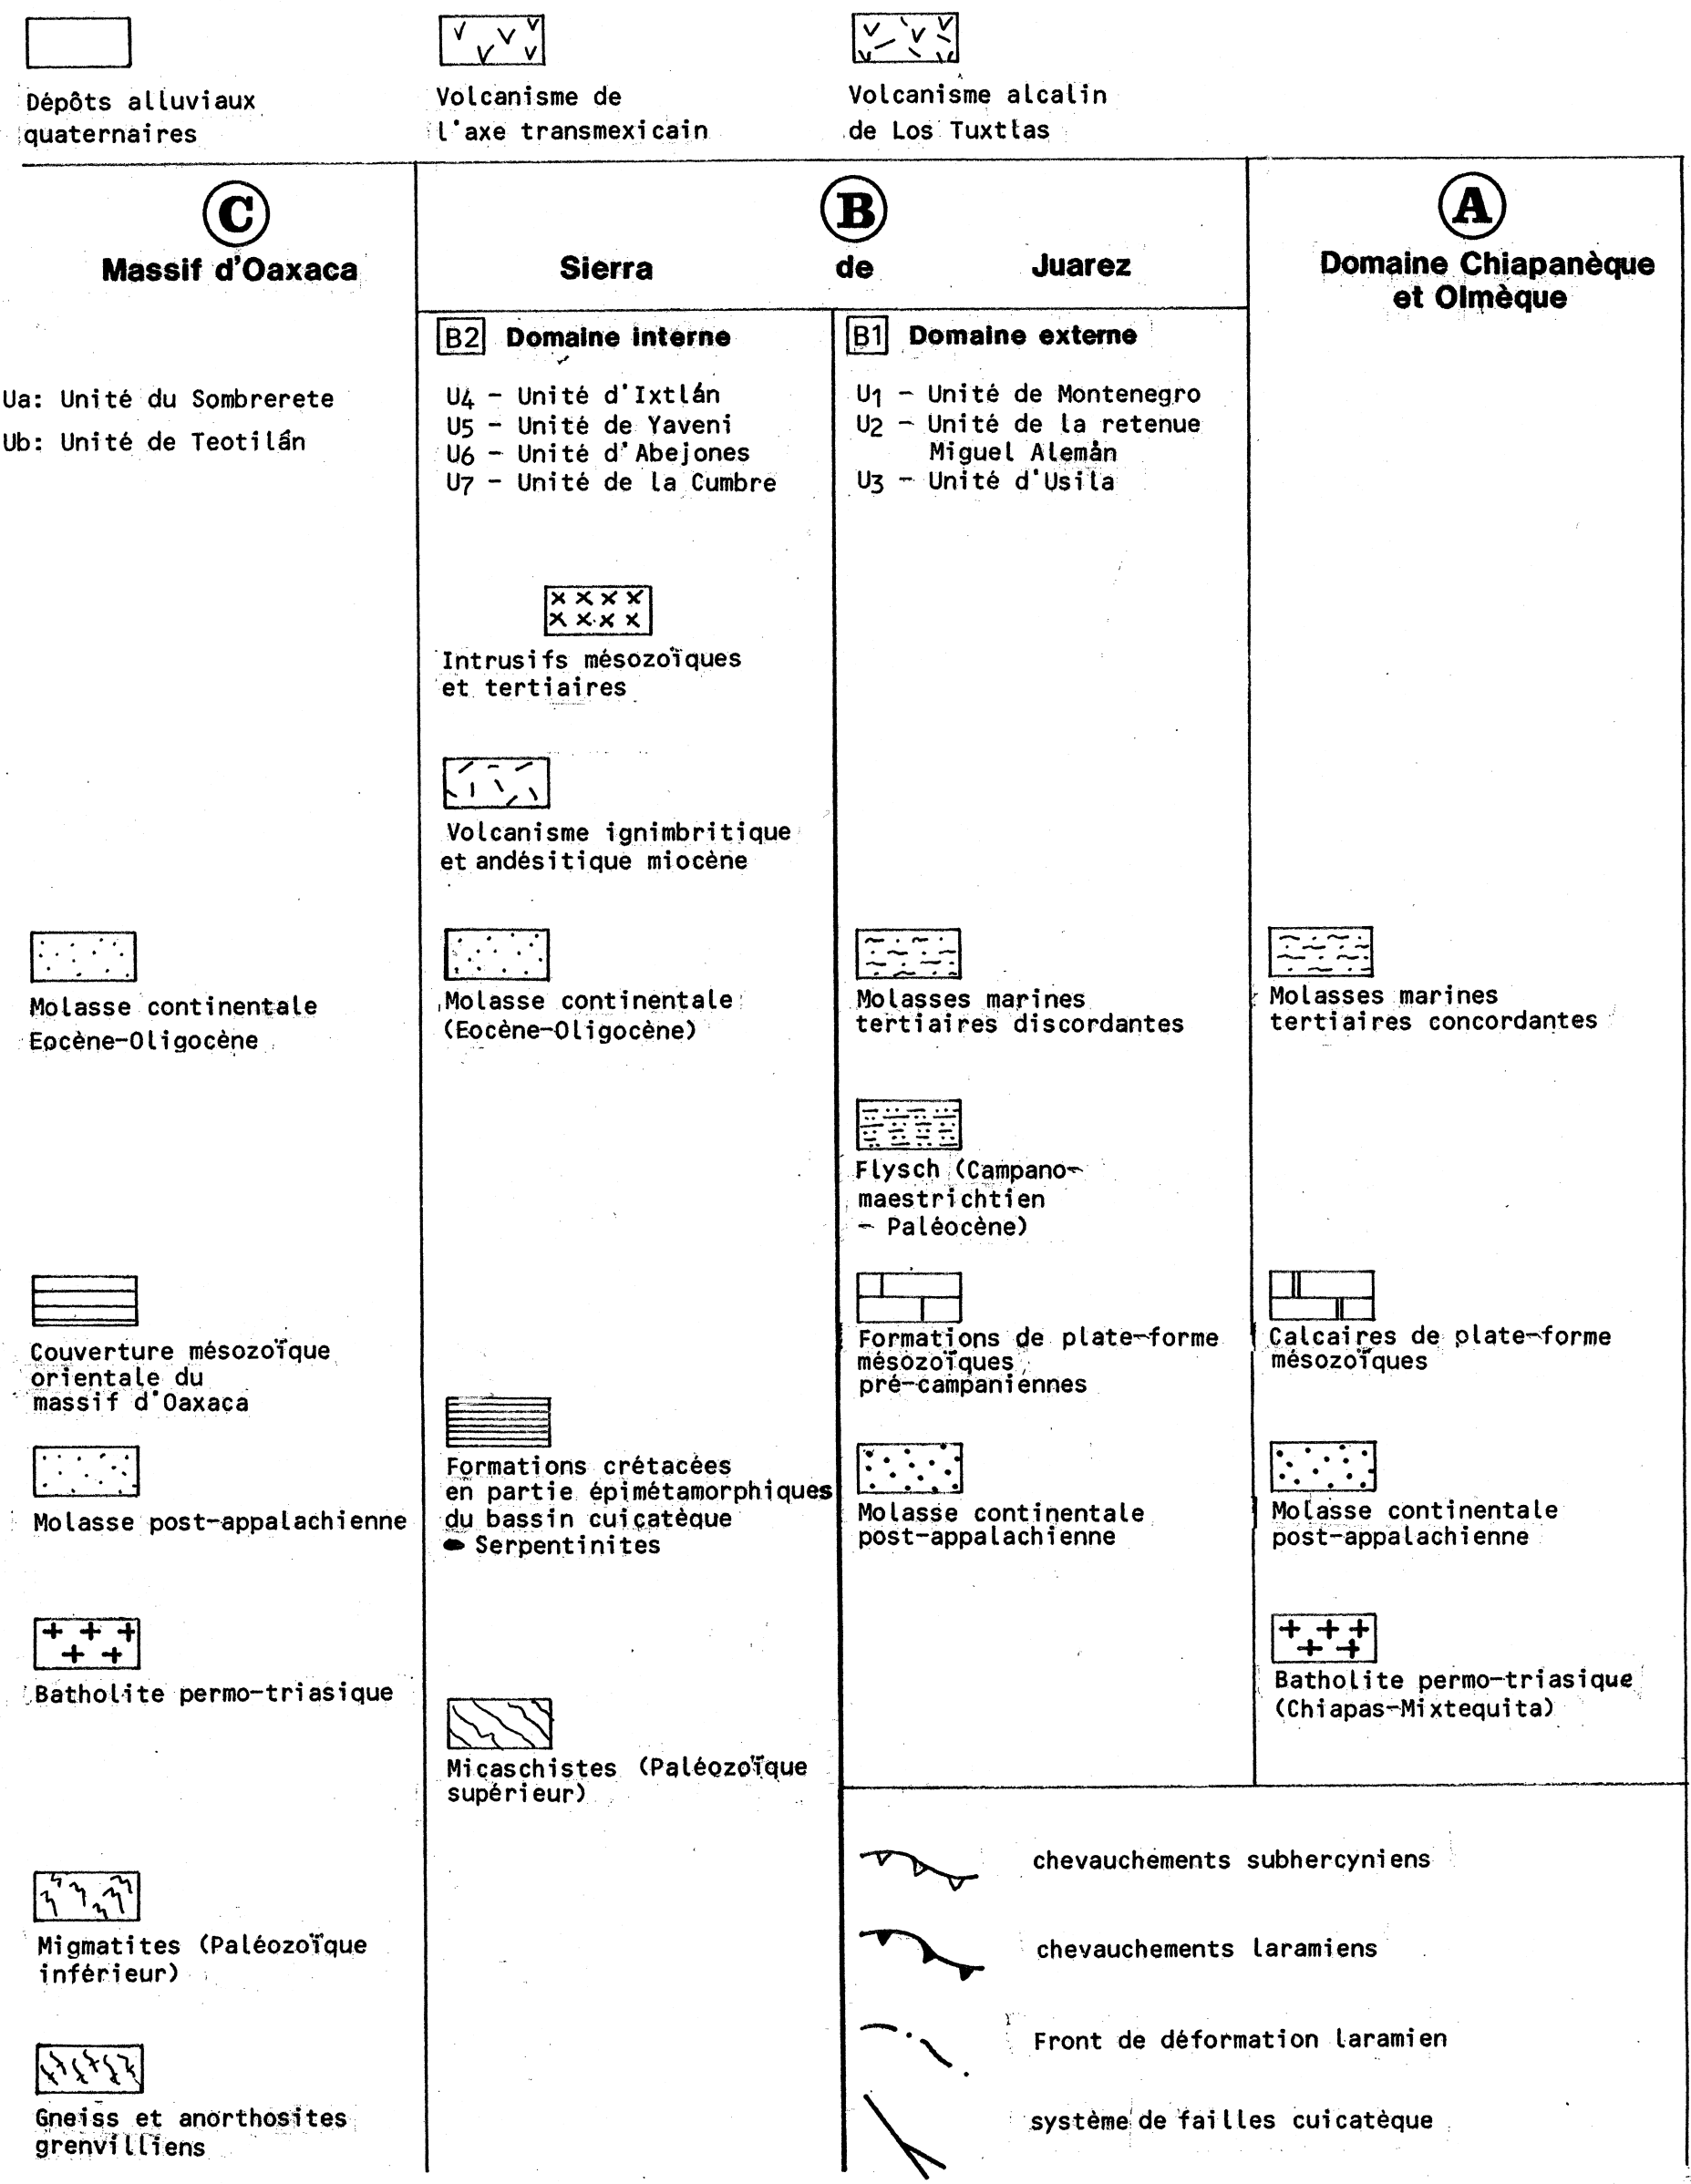 Dépôts alluviaux
quaternaires
Volcanisme de
l'axe transmexicain
Volcanisme alcalin
de Los Tuxtlas
C
Massif d'Oaxaca
B
Sierra de Juarez
A
Domaine Chiapanèque
et Olmèque
Ua: Unité du Sombrerete
Ub: Unité de Teotilán
B2 Domaine interne
U4 - Unité d'Ixtlán
U5 - Unité de Yaveni
U6 - Unité d'Abejones
U7 - Unité de la Cumbre
B1 Domaine externe
U1 - Unité de Montenegro
U2 - Unité de la retenue
Miguel Alemán
U3 - Unité d'Usila
Intrusifs mésozoïques
et tertiaires
Volcanisme ignimbritique
et andésitique miocène
Molasse continentale
Eocène-Oligocène
Molasse continentale
(Eocène-Oligocène)
Molasses marines
tertiaires discordantes
Molasses marines
tertiaires concordantes
Flysch (Campano-
maestrichtien
- Paléocène)
Couverture mésozoïque
orientale du
massif d'Oaxaca
Formations de plate-forme
mésozoïques
pré-campaniennes
Calcaires de plate-forme
mésozoïques
Molasse post-appalachienne
Formations crétacées
en partie épimétamorphiques
du bassin cuicatèque
Serpentinites
Molasse continentale
post-appalachienne
Molasse continentale
post-appalachienne
Batholite permo-triasique
Micaschistes (Paléozoïque
supérieur)
Batholite permo-triasique
(Chiapas-Mixtequita)
Migmatites (Paléozoïque
inférieur)
Gneiss et anorthosites
grenvilliens
chevauchements subhercyniens
chevauchements laramiens
Front de déformation laramien
système de failles cuicatèque